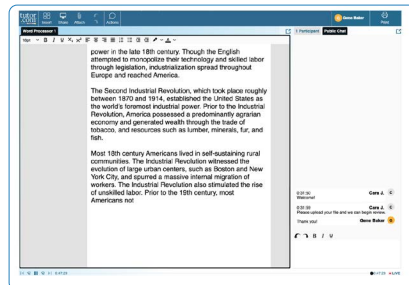 tutor.com
Insert
Share
Attach
Actions
Gene Baker
Print
Word Processor 1
power in the late 18th century. Though the English
attempted to monopolize their technology and skilled labor
through legislation, industrialization spread throughout
Europe and reached America.
The Second Industrial Revolution, which took place roughly
between 1870 and 1914, established the United States as
the world's foremost industrial power. Prior to the Industrial
Revolution, America possessed a predominantly agrarian
economy and generated wealth through the trade of
tobacco, and resources such as lumber, minerals, fur, and
fish.
Most 18th century Americans lived in self-sustaining rural
communities. The Industrial Revolution witnessed the
evolution of large urban centers, such as Boston and New
York City, and spurred a massive internal migration of
workers. The Industrial Revolution also stimulated the rise
of unskilled labor. Prior to the 19th century, most
Americans not
1 Participant
Public Chat
Cara J.
Welcome!
Cara J.
Please upload your file and we can begin review.
Thank you!
Gene Baker
B I U
LIVE